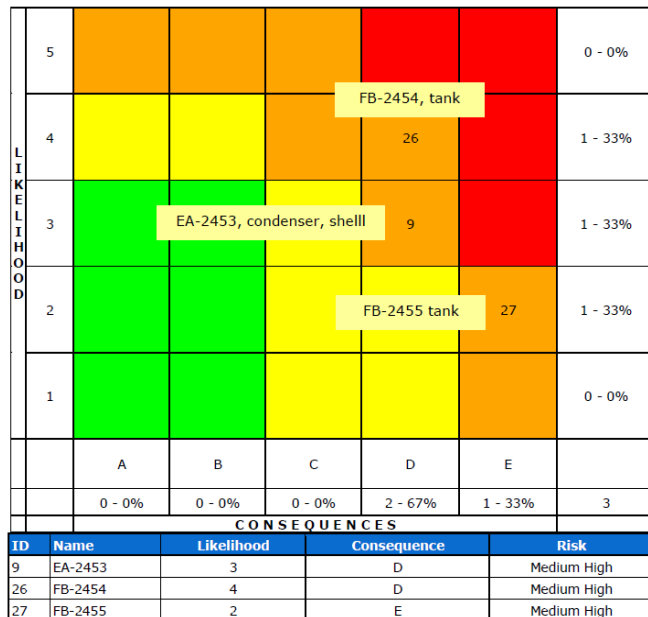 5 0 - 0%
FB-2454, tank
4 26 1 - 33%
LIKELIHOOD
EA-2453, condenser, shelll
3 9 1 - 33%
2 FB-2455 tank 27 1 - 33%
1 0 - 0%
A B C D E
0 - 0% 0 - 0% 0 - 0% 2 - 67% 1 - 33% 3
CONSEQUENCES
ID Name Likelihood Consequence Risk
9 EA-2453 3 D Medium High
26 FB-2454 4 D Medium High
27 FB-2455 2 E Medium High